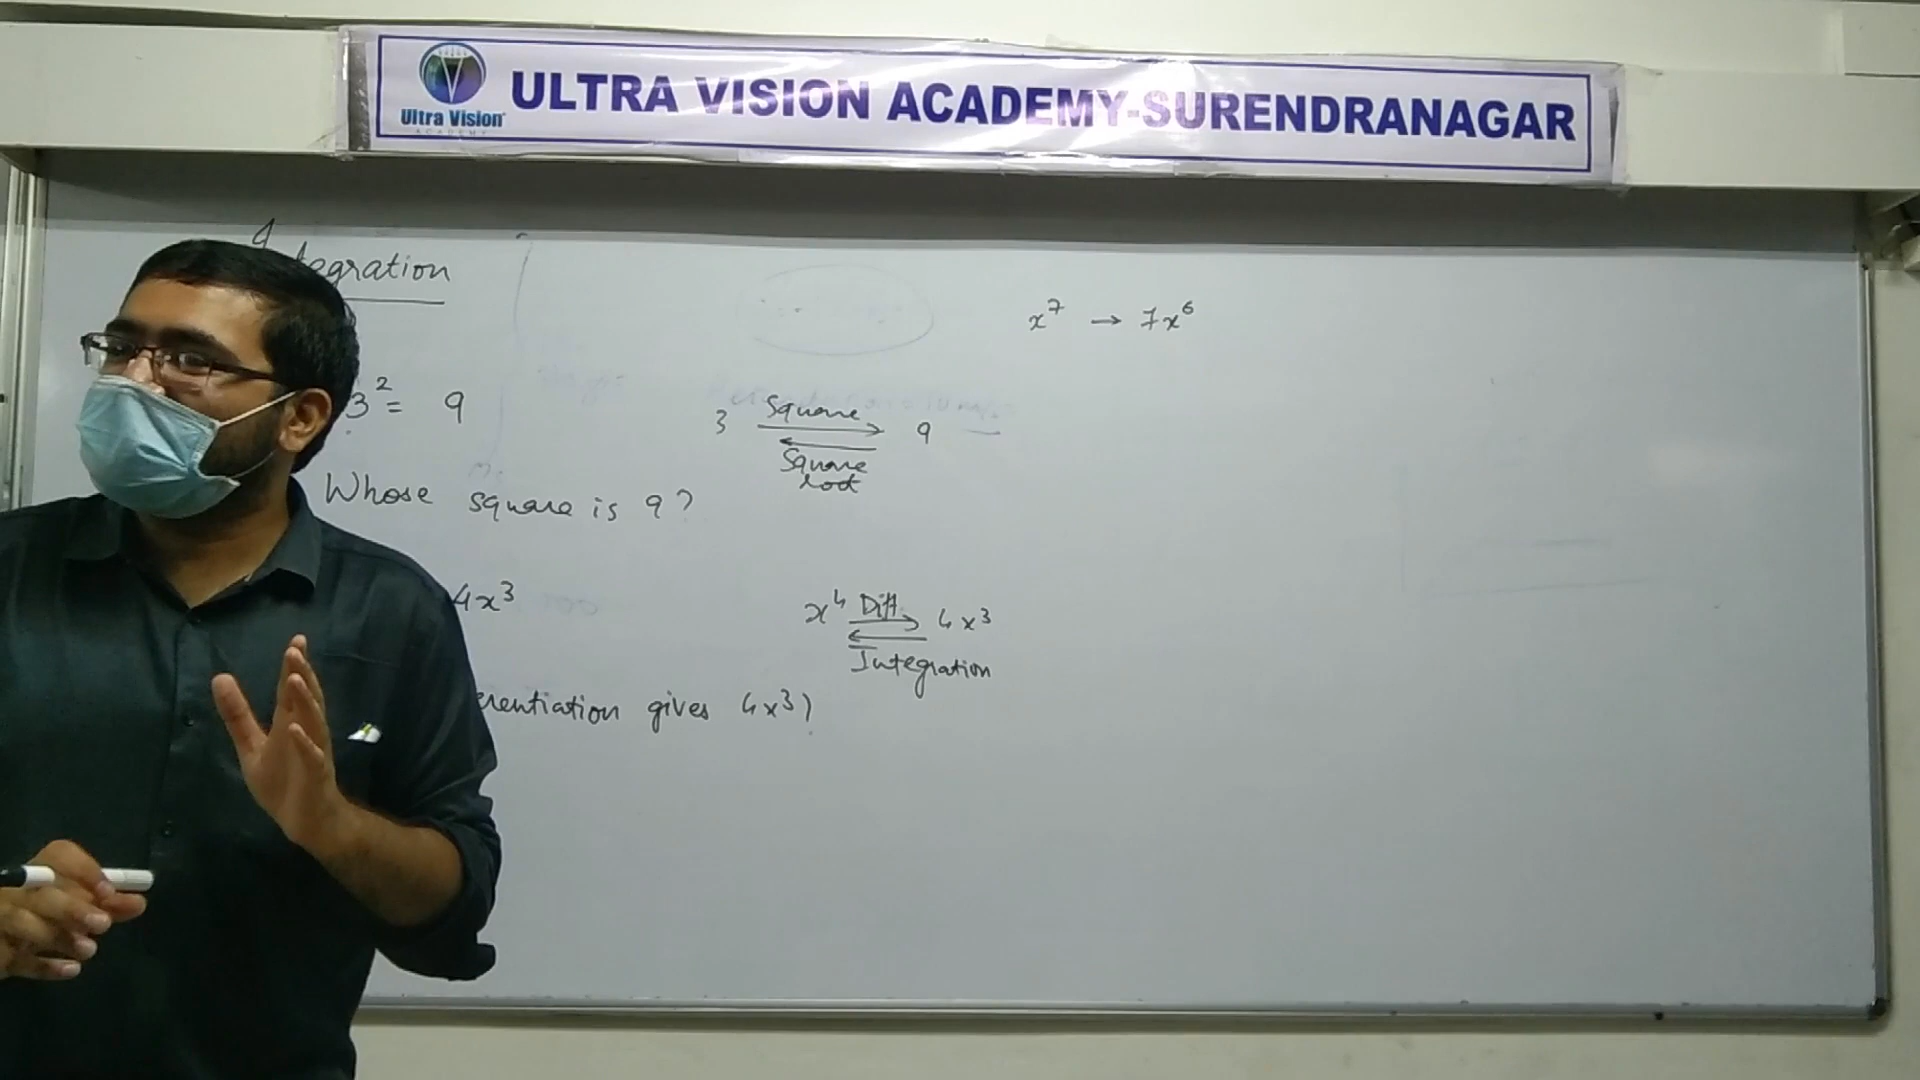 Ultra Vision
ACADEMY
ULTRA VISION ACADEMY-SURENDRANAGAR
Integration
x⁷ → 7x⁶
3² = 9
3 Square 9
Square
root
Whose square is 9?
4x³
x⁴ Diff. 4x³
Integration
erentiation gives 4x³)